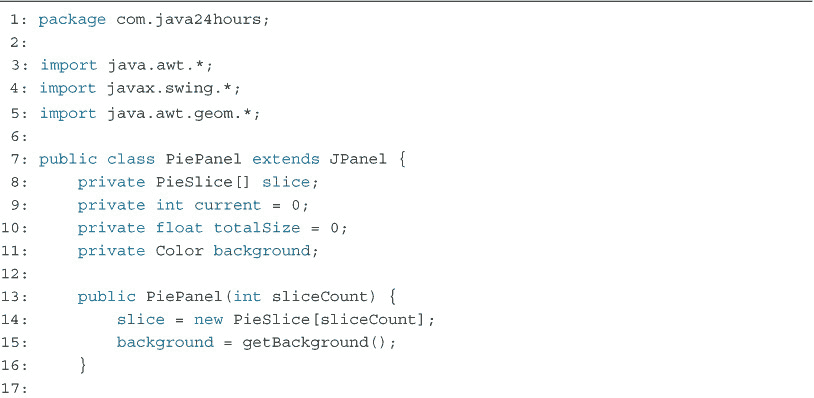 1: package com.java24hours;
2:
3: import java.awt.*;
4: import javax.swing.*;
5: import java.awt.geom.*;
6:
7: public class PiePanel extends JPanel {
8:     private PieSlice[] slice;
9:     private int current = 0;
10:     private float totalSize = 0;
11:     private Color background;
12:
13:     public PiePanel(int sliceCount) {
14:         slice = new PieSlice[sliceCount];
15:         background = getBackground();
16:     }
17: